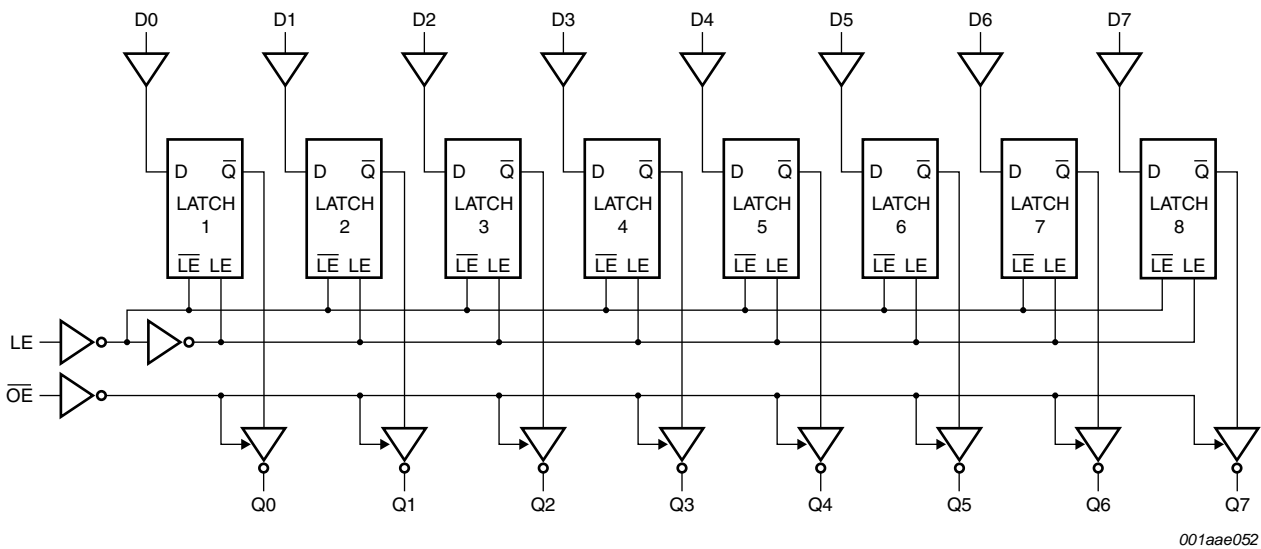 D0 D1 D2 D3 D4 D5 D6 D7
D Q̅ D Q̅ D Q̅ D Q̅ D Q̅ D Q̅ D Q̅ D Q̅
LATCH LATCH LATCH LATCH LATCH LATCH LATCH LATCH
1 2 3 4 5 6 7 8
L̅E̅ LE L̅E̅ LE L̅E̅ LE L̅E̅ LE L̅E̅ LE L̅E̅ LE L̅E̅ LE L̅E̅ LE
LE
O̅E̅
Q0 Q1 Q2 Q3 Q4 Q5 Q6 Q7
001aae052